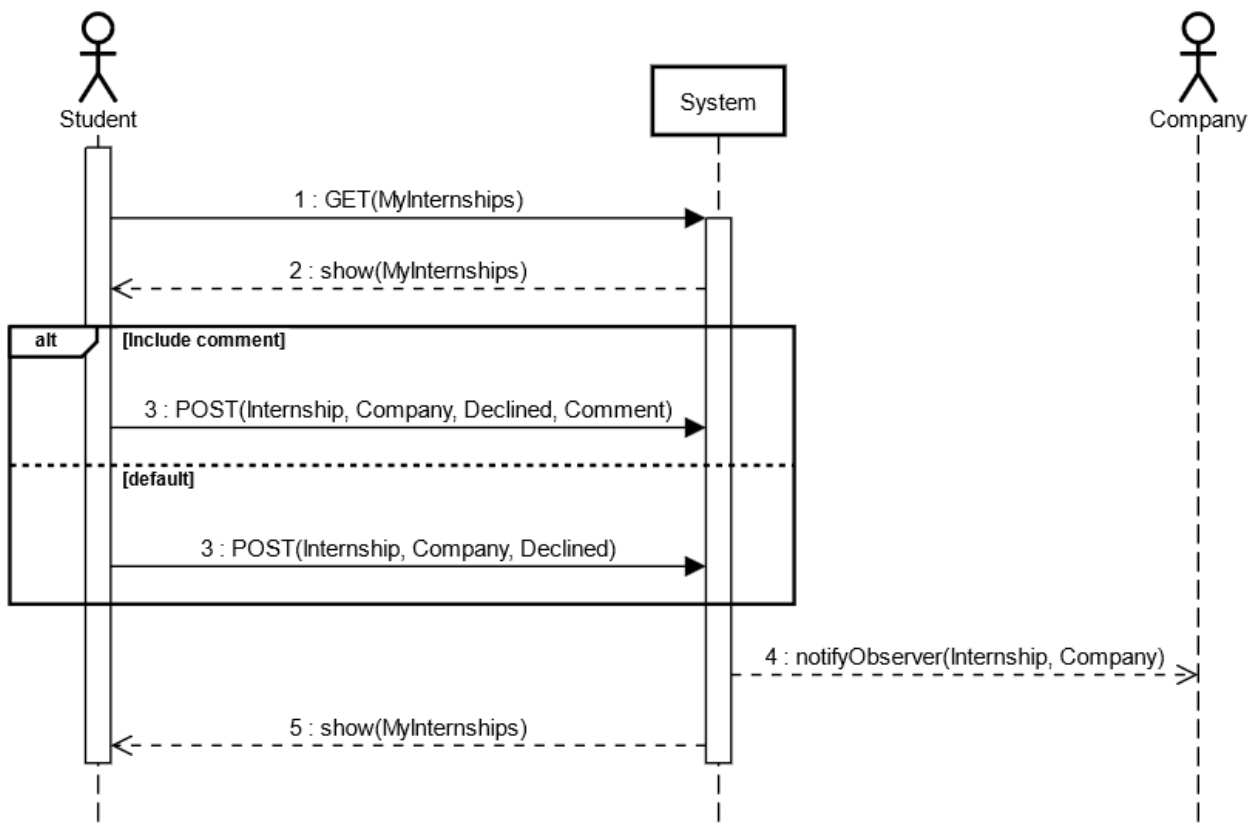 Student
System
Company
1 : GET(MyInternships)
2 : show(MyInternships)
alt
[Include comment]
3 : POST(Internship, Company, Declined, Comment)
[default]
3 : POST(Internship, Company, Declined)
4 : notifyObserver(Internship, Company)
5 : show(MyInternships)